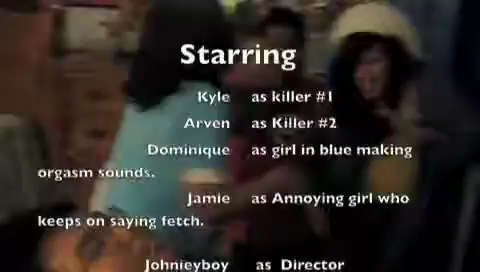 Starring
Kyle as killer #1
Arven as Killer #2
Dominique as girl in blue making
orgasm sounds.
Jamie as Annoying girl who
keeps on saying fetch.
Johnieyboy as Director